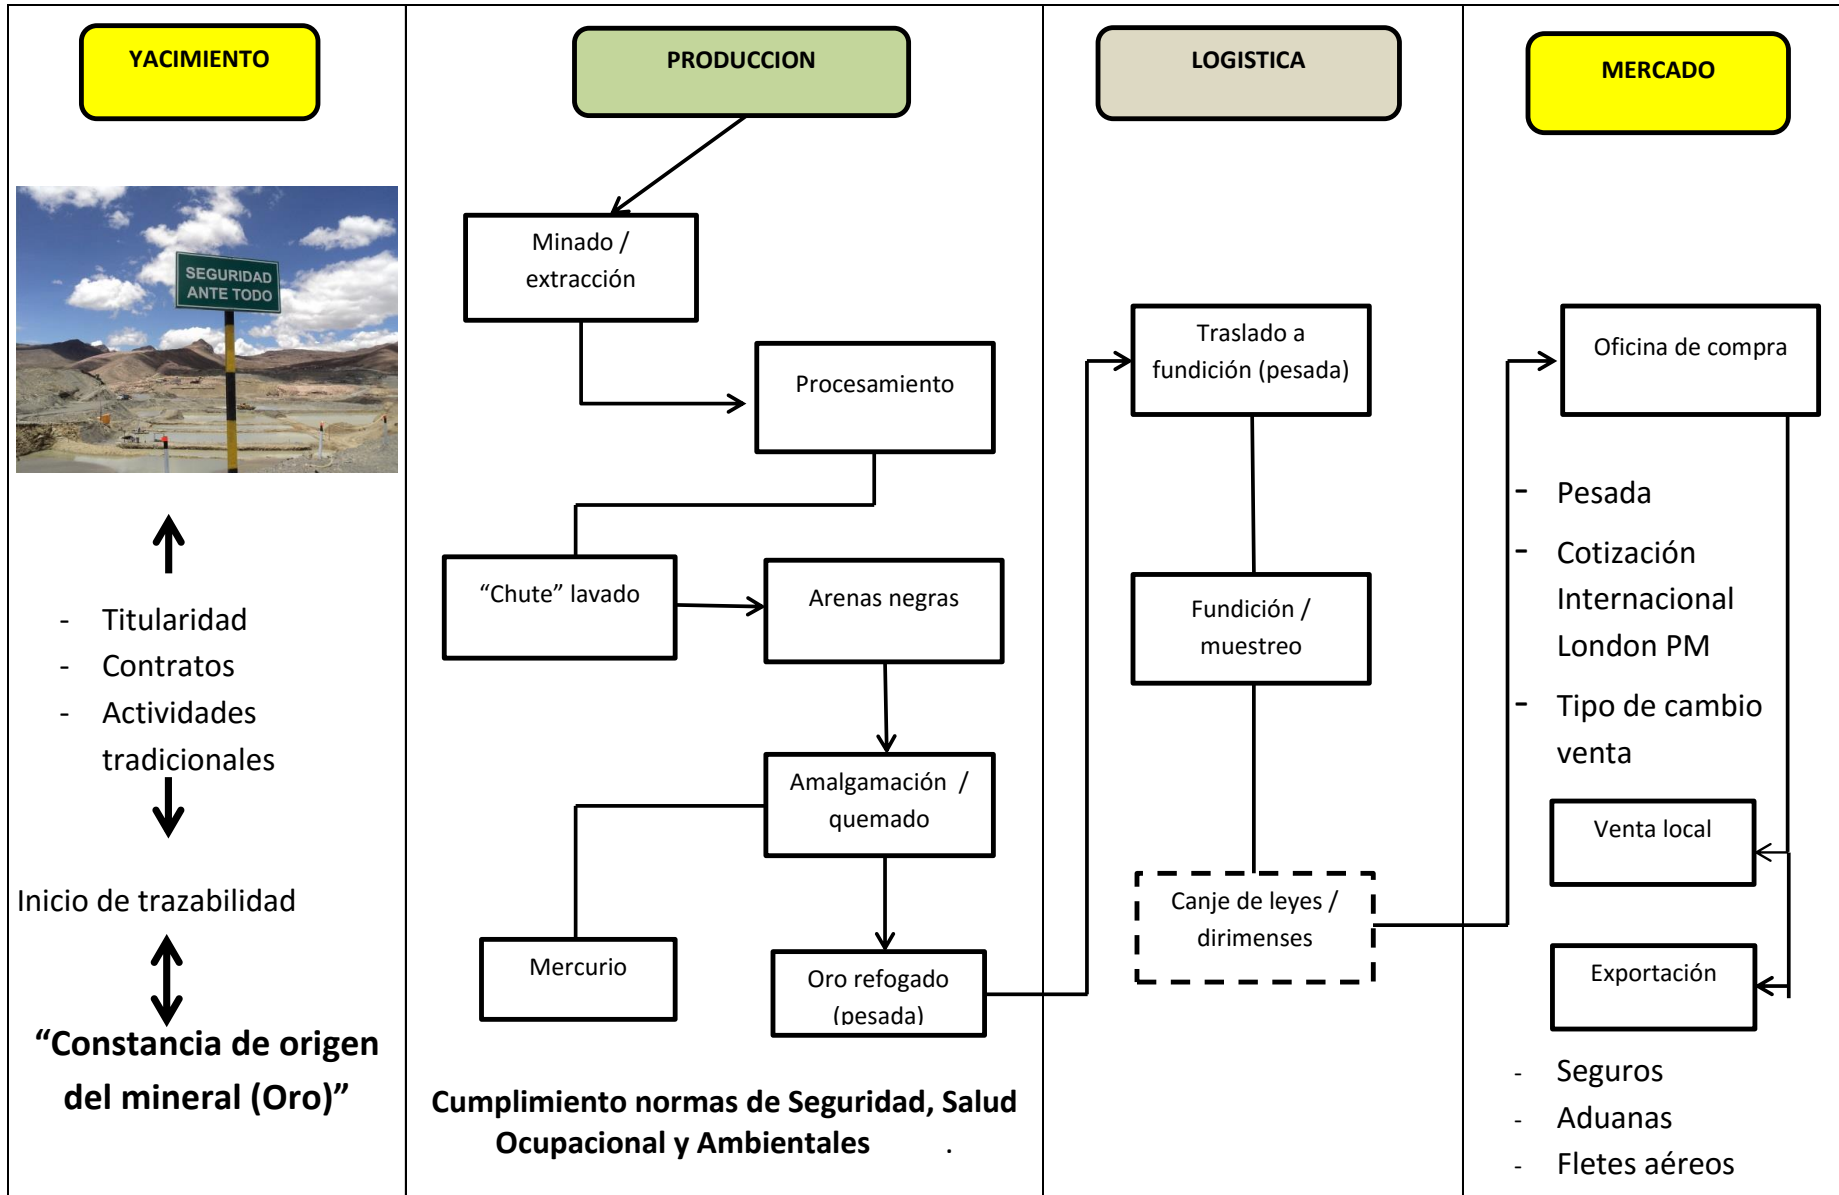 YACIMIENTO
SEGURIDAD
ANTE TODO
- Titularidad
- Contratos
- Actividades
tradicionales
Inicio de trazabilidad
“Constancia de origen
del mineral (Oro)”
PRODUCCION
Minado /
extracción
Procesamiento
“Chute” lavado
Arenas negras
Amalgamación /
quemado
Mercurio
Oro refogado
(pesada)
Cumplimiento normas de Seguridad, Salud
Ocupacional y Ambientales .
LOGISTICA
Traslado a
fundición (pesada)
Fundición /
muestreo
Canje de leyes /
dirimenses
MERCADO
Oficina de compra
- Pesada
- Cotización
Internacional
London PM
- Tipo de cambio
venta
Venta local
Exportación
- Seguros
- Aduanas
- Fletes aéreos